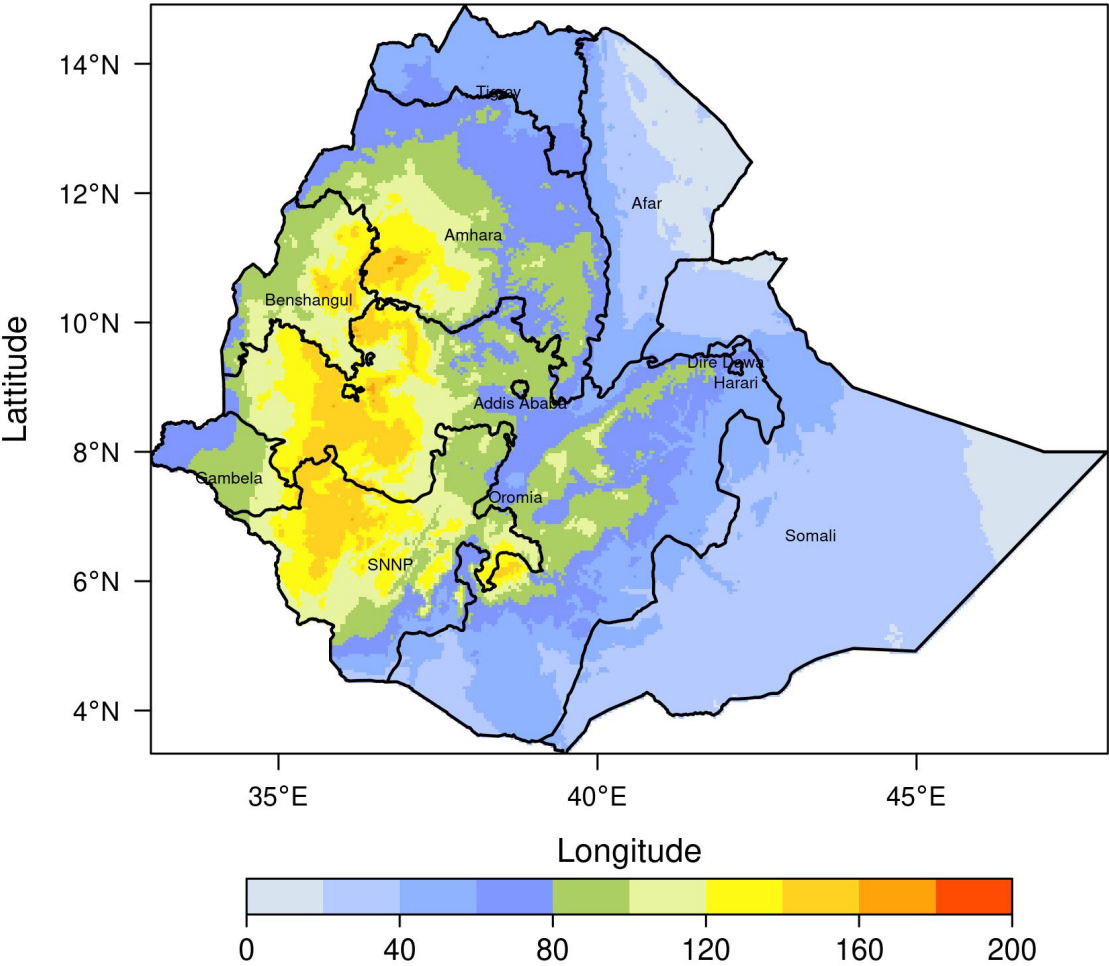 14°N
Tigray
12°N
Afar
Amhara
Benshangul
10°N
Dire Dawa
Harari
Addis Ababa
Lattitude
8°N
Gambela
Oromia
Somali
SNNP
6°N
4°N
35°E
40°E
45°E
Longitude
0
40
80
120
160
200